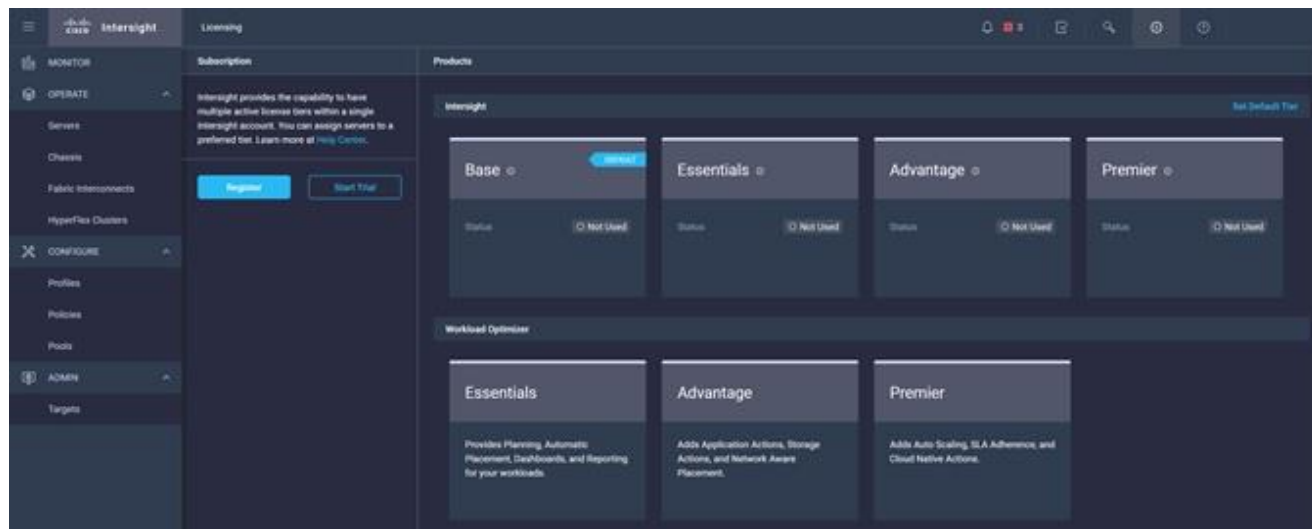 cisco Intersight
Licensing
3
MONITOR
OPERATE
Servers
Chassis
Fabric Interconnects
HyperFlex Clusters
CONFIGURE
Profiles
Policies
Pools
ADMIN
Targets
Subscription
Intersight provides the capability to have
multiple active license tiers within a single
Intersight account. You can assign servers to a
preferred tier. Learn more at Help Center.
Register
Start Trial
Products
Intersight
Set Default Tier
Base
DEFAULT
Status
Not Used
Essentials
Status
Not Used
Advantage
Status
Not Used
Premier
Status
Not Used
Workload Optimizer
Essentials
Provides Planning, Automatic
Placement, Dashboards, and Reporting
for your workloads.
Advantage
Adds Application Actions, Storage
Actions, and Network Aware
Placement.
Premier
Adds Auto Scaling, SLA Adherence, and
Cloud Native Actions.